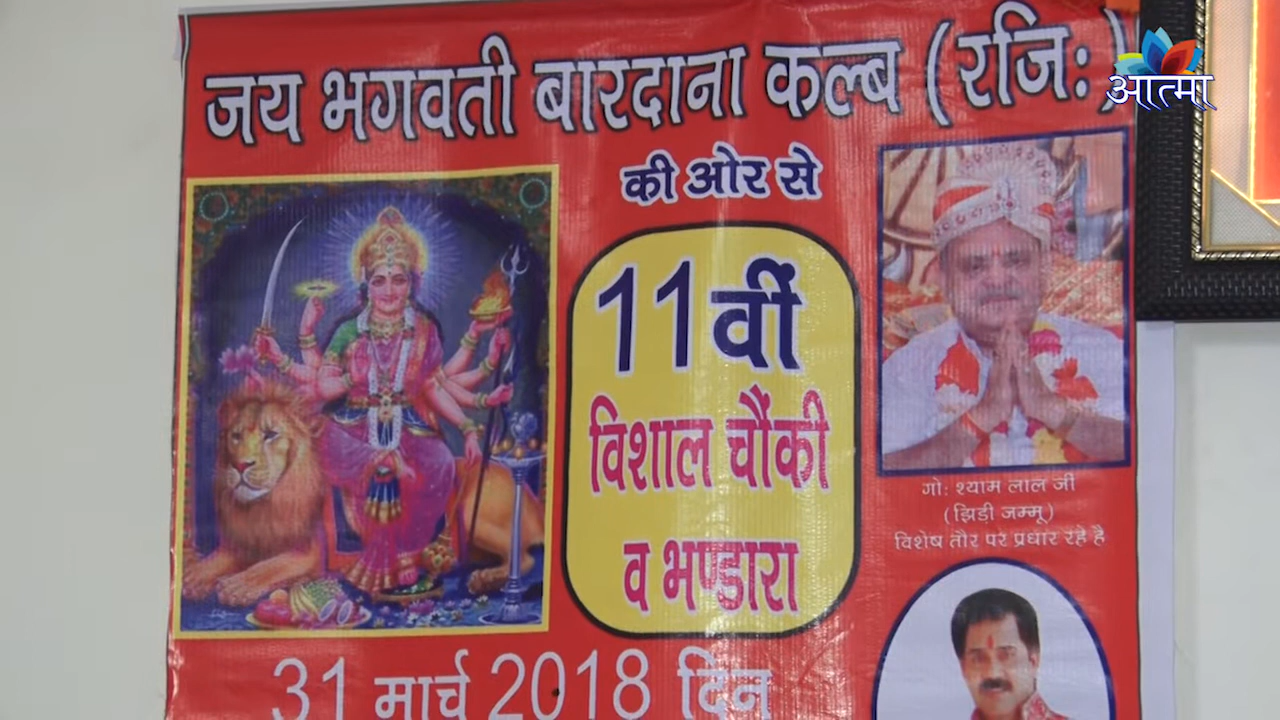 जय भगवती बारदाना कल्ब (रजि:)
आत्मा
की ओर से
11वीं
विशाल चौंकी
व भण्डारा
गो: श्याम लाल जी
(झिडी जम्मू)
विशेष तौर पर प्रधार रहे है
31 मार्च 2018 दिन